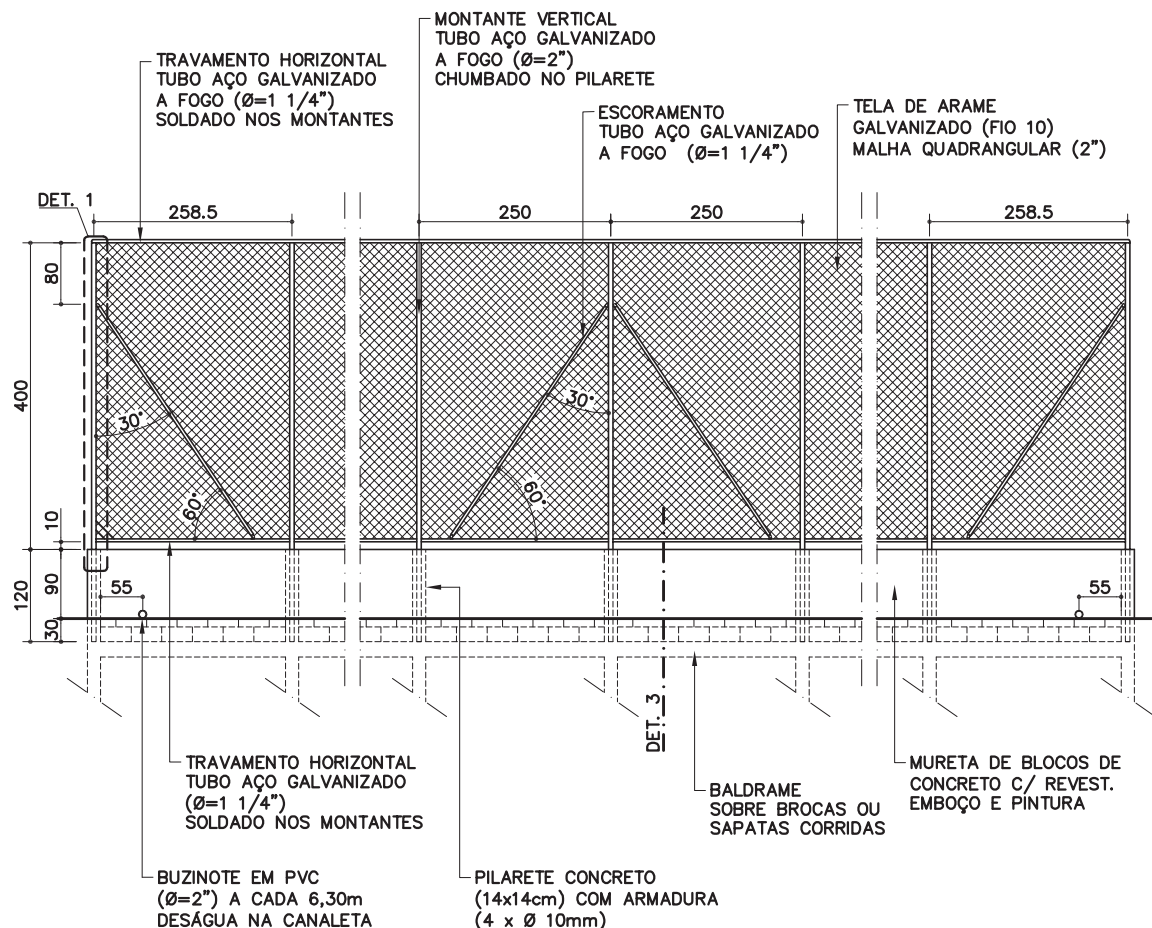 MONTANTE VERTICAL
TUBO AÇO GALVANIZADO
A FOGO (Ø=2")
CHUMBADO NO PILARETE
TRAVAMENTO HORIZONTAL
TUBO AÇO GALVANIZADO
A FOGO (Ø=1 1/4")
SOLDADO NOS MONTANTES
ESCORAMENTO
TUBO AÇO GALVANIZADO
A FOGO (Ø=1 1/4")
TELA DE ARAME
GALVANIZADO (FIO 10)
MALHA QUADRANGULAR (2")
DET. 1
258.5
250
250
258.5
80
400
30°
30°
60°
60°
10
120
90
30
55
55
DET. 3
TRAVAMENTO HORIZONTAL
TUBO AÇO GALVANIZADO
(Ø=1 1/4")
SOLDADO NOS MONTANTES
BALDRAME
SOBRE BROCAS OU
SAPATAS CORRIDAS
MURETA DE BLOCOS DE
CONCRETO C/ REVEST.
EMBOÇO E PINTURA
BUZINOTE EM PVC
(Ø=2") A CADA 6,30m
DESÁGUA NA CANALETA
PILARETE CONCRETO
(14x14cm) COM ARMADURA
(4 x Ø 10mm)